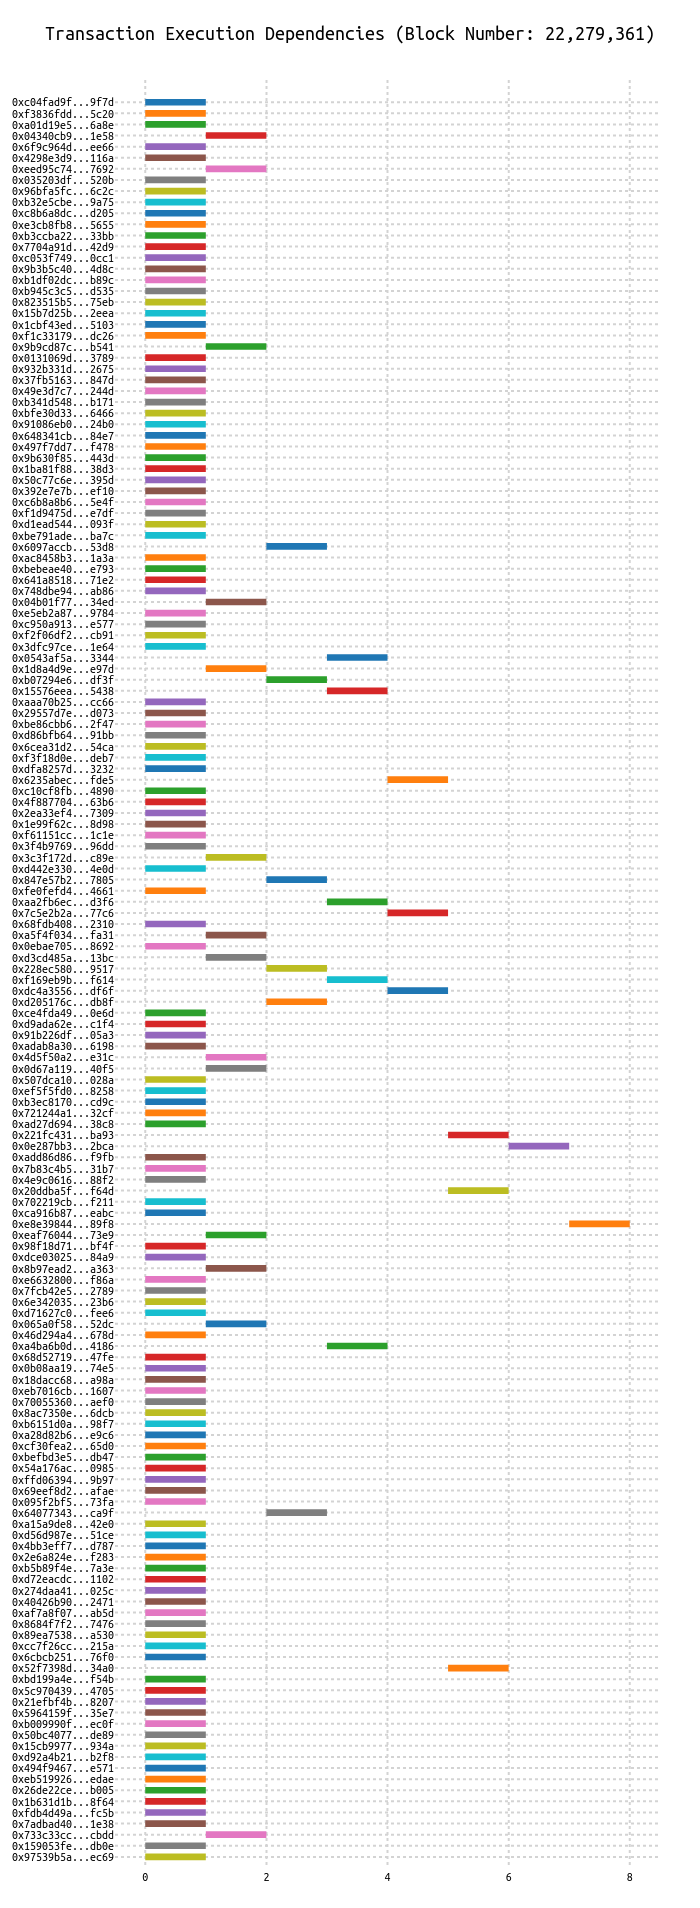 Transaction Execution Dependencies (Block Number: 22,279,361)
0xc04fad9f...9f7d
0xf3836fdd...5c20
0xa01d19e5...6a8e
0x04340cb9...1e58
0x6f9c964d...ee66
0x4298e3d9...116a
0xeed95c74...7692
0x035203df...520b
0x96bfa5fc...6c2c
0xb32e5cbe...9a75
0xc8b6a8dc...d205
0xe3cb8fb8...5655
0xb3ccba22...33bb
0x7704a91d...42d9
0xc053f749...0cc1
0x9b3b5c40...4d8c
0xb1df02dc...b89c
0xb945c3c5...d535
0x823515b5...75eb
0x15b7d25b...2eea
0x1cbf43ed...5103
0xf1c33179...dc26
0x9b9cd87c...b541
0x0131069d...3789
0x932b331d...2675
0x37fb5163...847d
0x49e3d7c7...244d
0xb341d548...b171
0xbfe30d33...6466
0x91086eb0...24b0
0x648341cb...84e7
0x497f7dd7...f478
0x9b630f85...443d
0x1ba81f88...38d3
0x50c77c6e...395d
0x392e7e7b...ef10
0xc6b8a8b6...5e4f
0xf1d9475d...e7df
0xd1ead544...093f
0xbe791ade...ba7c
0x6097accb...53d8
0xac8458b3...1a3a
0xbebeae40...e793
0x641a8518...71e2
0x748dbe94...ab86
0x04b01f77...34ed
0xe5eb2a87...9784
0xc950a913...e577
0xf2f06df2...cb91
0x3dfc97ce...1e64
0x0543af5a...3344
0x1d8a4d9e...e97d
0xb07294e6...df3f
0x15576eea...5438
0xaaa70b25...cc66
0x29557d7e...d073
0xbe86cbb6...2f47
0xd86bfb64...91bb
0x6cea31d2...54ca
0xf3f18d0e...deb7
0xdfa8257d...3232
0x6235abec...fde5
0xc10cf8fb...4890
0x4f887704...63b6
0x2ea33ef4...7309
0x1e99f62c...8d98
0xf61151cc...1c1e
0x3f4b9769...96dd
0x3c3f172d...c89e
0xd442e330...4e0d
0x847e57b2...7805
0xfe0fefd4...4661
0xaa2fb6ec...d3f6
0x7c5e2b2a...77c6
0x68fdb408...2310
0xa5f4f034...fa31
0x0ebae705...8692
0xd3cd485a...13bc
0x228ec580...9517
0xf169eb9b...f614
0xdc4a3556...df6f
0xd205176c...db8f
0xce4fda49...0e6d
0xd9ada62e...c1f4
0x91b226df...05a3
0xadab8a30...6198
0x4d5f50a2...e31c
0x0d67a119...40f5
0x507dca10...028a
0xef5f5fd0...8258
0xb3ec8170...cd9c
0x721244a1...32cf
0xad27d694...38c8
0x221fc431...ba93
0x0e287bb3...2bca
0xadd86d86...f9fb
0x7b83c4b5...31b7
0x4e9c0616...88f2
0x20ddba5f...f64d
0x702219cb...f211
0xca916b87...eabc
0xe8e39844...89f8
0xeaf76044...73e9
0x98f18d71...bf4f
0xdce03025...84a9
0x8b97ead2...a363
0xe6632800...f86a
0x7fcb42e5...2789
0x6e342035...23b6
0xd71627c0...fee6
0x065a0f58...52dc
0x46d294a4...678d
0xa4ba6b0d...4186
0x68d52719...47fe
0x0b08aa19...74e5
0x18dacc68...a98a
0xeb7016cb...1607
0x70055360...aef0
0x8ac7350e...6dcb
0xb6151d0a...98f7
0xa28d82b6...e9c6
0xcf30fea2...65d0
0xbefbd3e5...db47
0x54a176ac...0985
0xffd06394...9b97
0x69eef8d2...afae
0x095f2bf5...73fa
0x64077343...ca9f
0xa15a9de8...42e0
0xd56d987e...51ce
0x4bb3eff7...d787
0x2e6a824e...f283
0xb5b89f4e...7a3e
0xd72eacdc...1102
0x274daa41...025c
0x40426b90...2471
0xaf7a8f07...ab5d
0x8684f7f2...7476
0x89ea7538...a530
0xcc7f26cc...215a
0x6cbcb251...76f0
0x52f7398d...34a0
0xbd199a4e...f54b
0x5c970439...4705
0x21efbf4b...8207
0x5964159f...35e7
0xb009990f...ec0f
0x50bc4077...de89
0x15cb9977...934a
0xd92a4b21...b2f8
0x494f9467...e571
0xeb519926...edae
0x26de22ce...b005
0x1b631d1b...8f64
0xfdb4d49a...fc5b
0x7adbad40...1e38
0x733c33cc...cbdd
0x159053fe...db0e
0x97539b5a...ec69
0 2 4 6 8